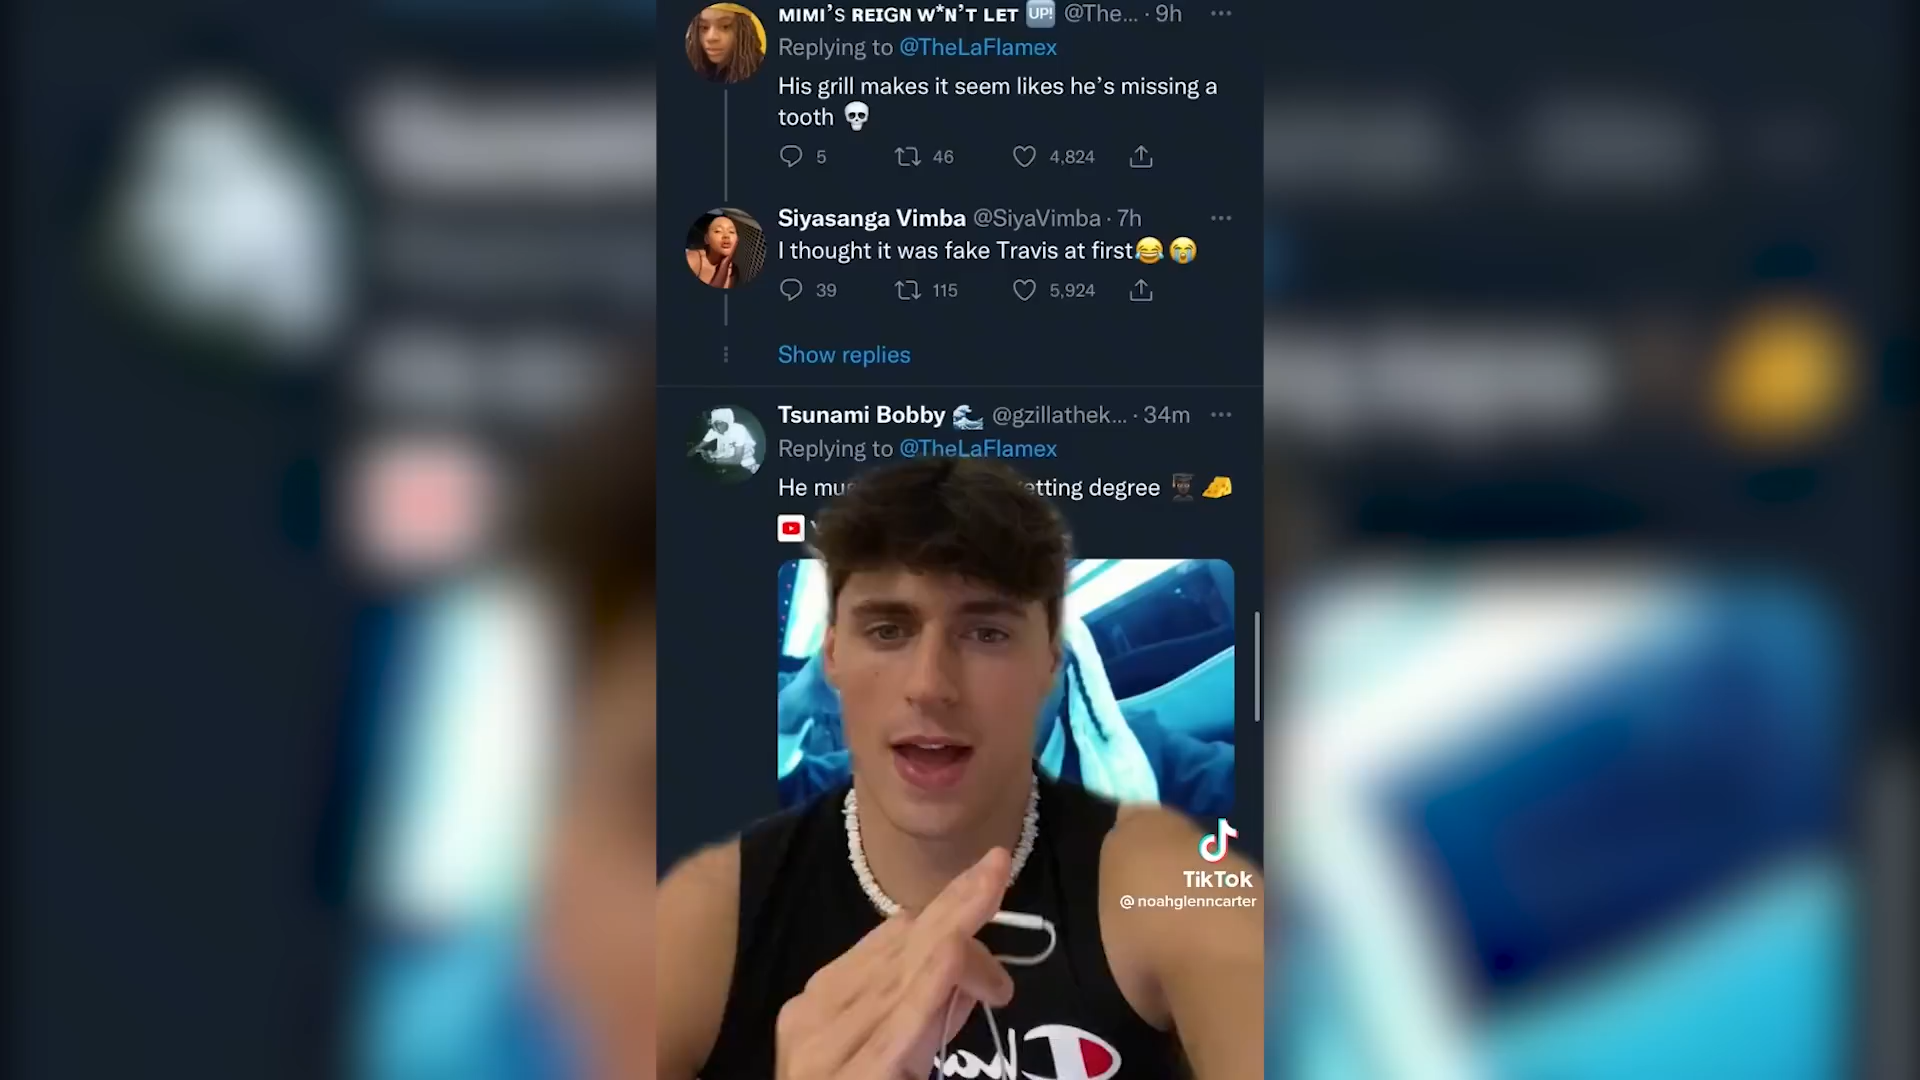 MIMI'S REIGN W*N'T LET UP! @The... · 9h
Replying to @TheLaFlamex
His grill makes it seem likes he's missing a
tooth 💀
5 46 4,824
Siyasanga Vimba @SiyaVimba · 7h
I thought it was fake Travis at first😂😭
39 115 5,924
Show replies
Tsunami Bobby 🌊 @gzillathek... · 34m
Replying to @TheLaFlamex
He etting degree 👨🏿‍🎓🧀
TikTok
@noahglenncarter